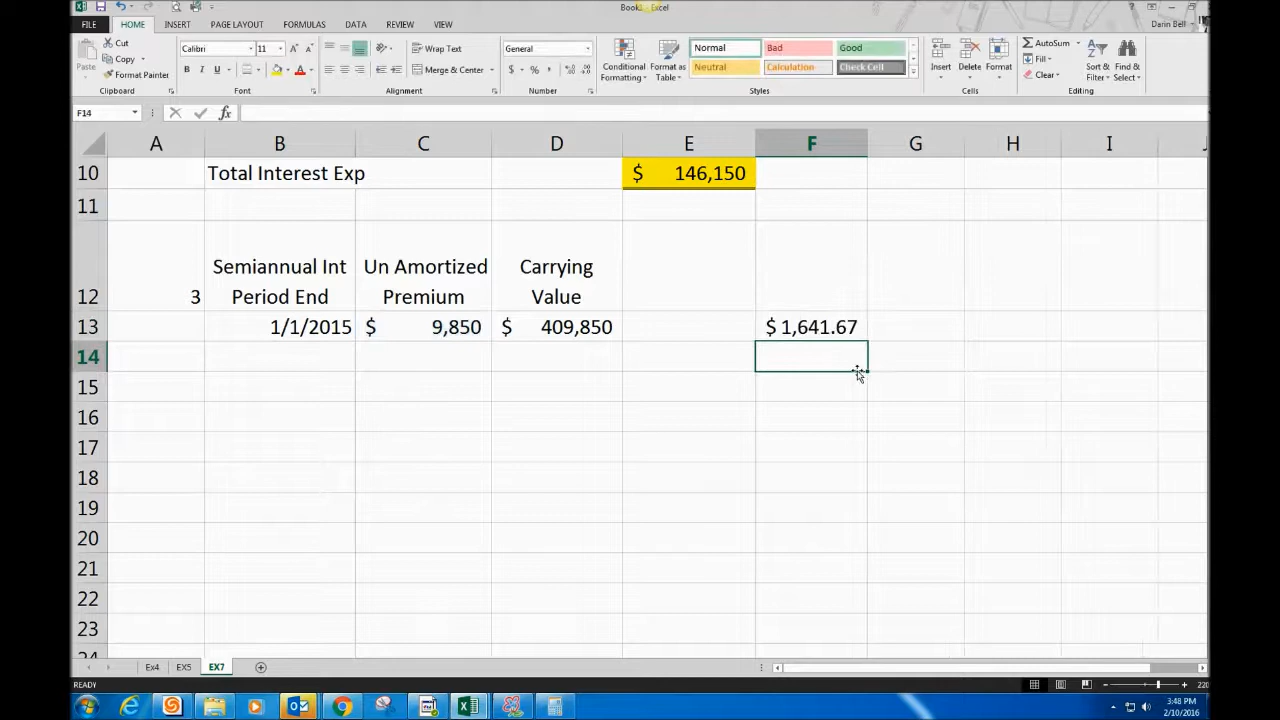 Book1 - Excel
Darin Bell
FILE HOME INSERT PAGE LAYOUT FORMULAS DATA REVIEW VIEW
Paste Cut Copy Format Painter Clipboard
Calibri 11 B I U Font
Wrap Text Merge & Center Alignment
General $ % , Number
Conditional Formatting Format as Table
Normal Bad Good
Neutral Calculation Check Cell
Styles
Insert Delete Format Cells
AutoSum Fill Clear Sort & Filter Find & Select Editing
F14 fx
A B C D E F G H I J
10 Total Interest Exp $ 146,150
11
12 3 Semiannual Int Period End Un Amortized Premium Carrying Value
13 1/1/2015 $ 9,850 $ 409,850 $ 1,641.67
14
15
16
17
18
19
20
21
22
23
24
Ex4 EX5 EX7
READY
3:48 PM
2/10/2016